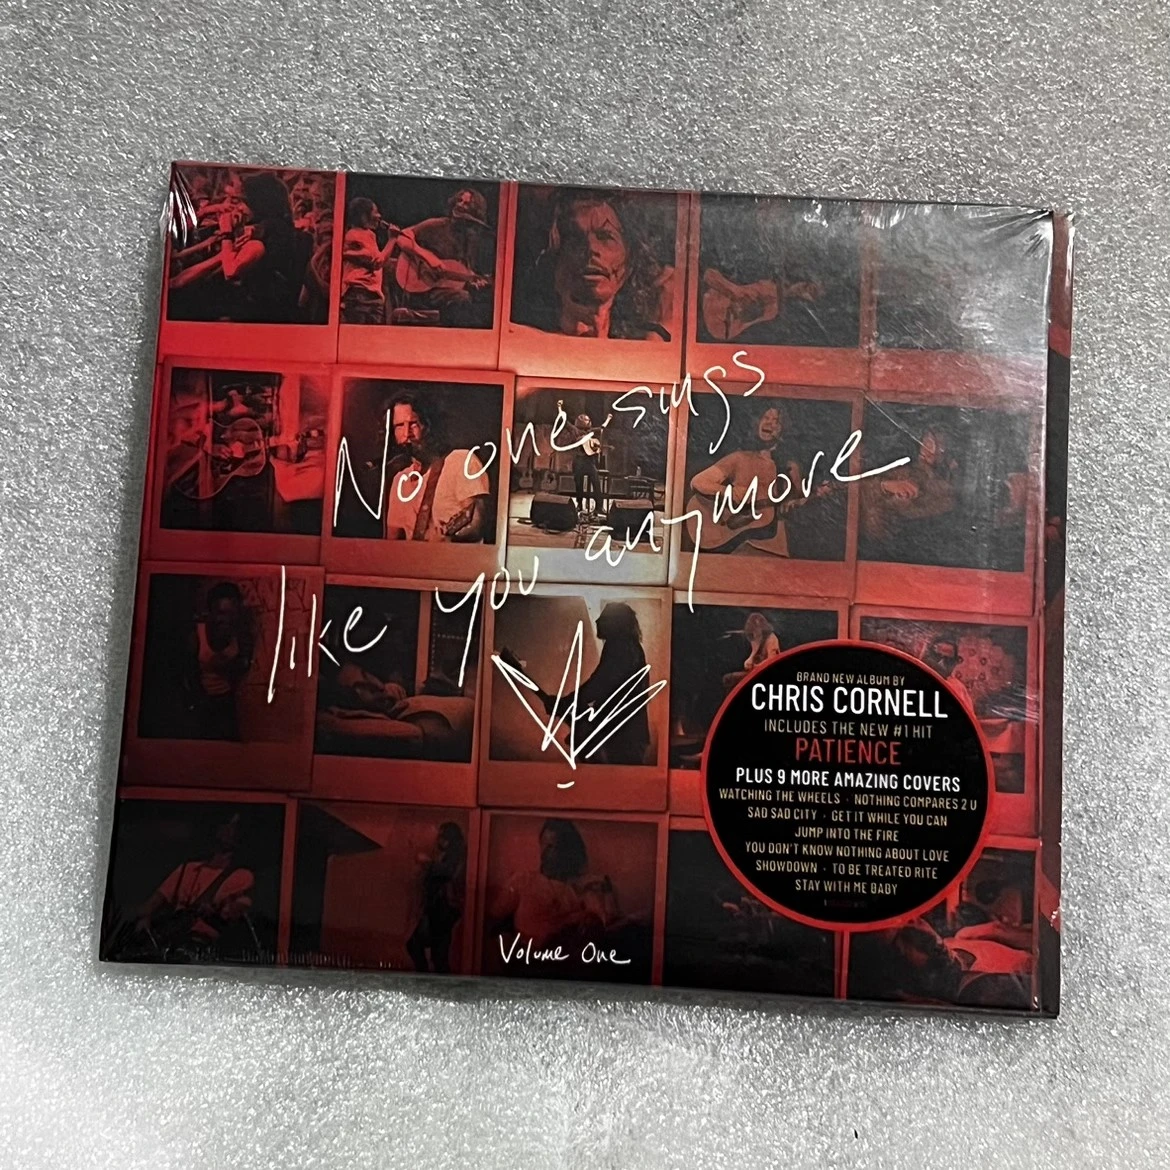 No one sings
like you anymore
Volume One
BRAND NEW ALBUM BY
CHRIS CORNELL
INCLUDES THE NEW #1 HIT
PATIENCE
PLUS 9 MORE AMAZING COVERS
WATCHING THE WHEELS · NOTHING COMPARES 2 U
SAD SAD CITY · GET IT WHILE YOU CAN
JUMP INTO THE FIRE
YOU DON'T KNOW NOTHING ABOUT LOVE
SHOWDOWN · TO BE TREATED RITE
STAY WITH ME BABY